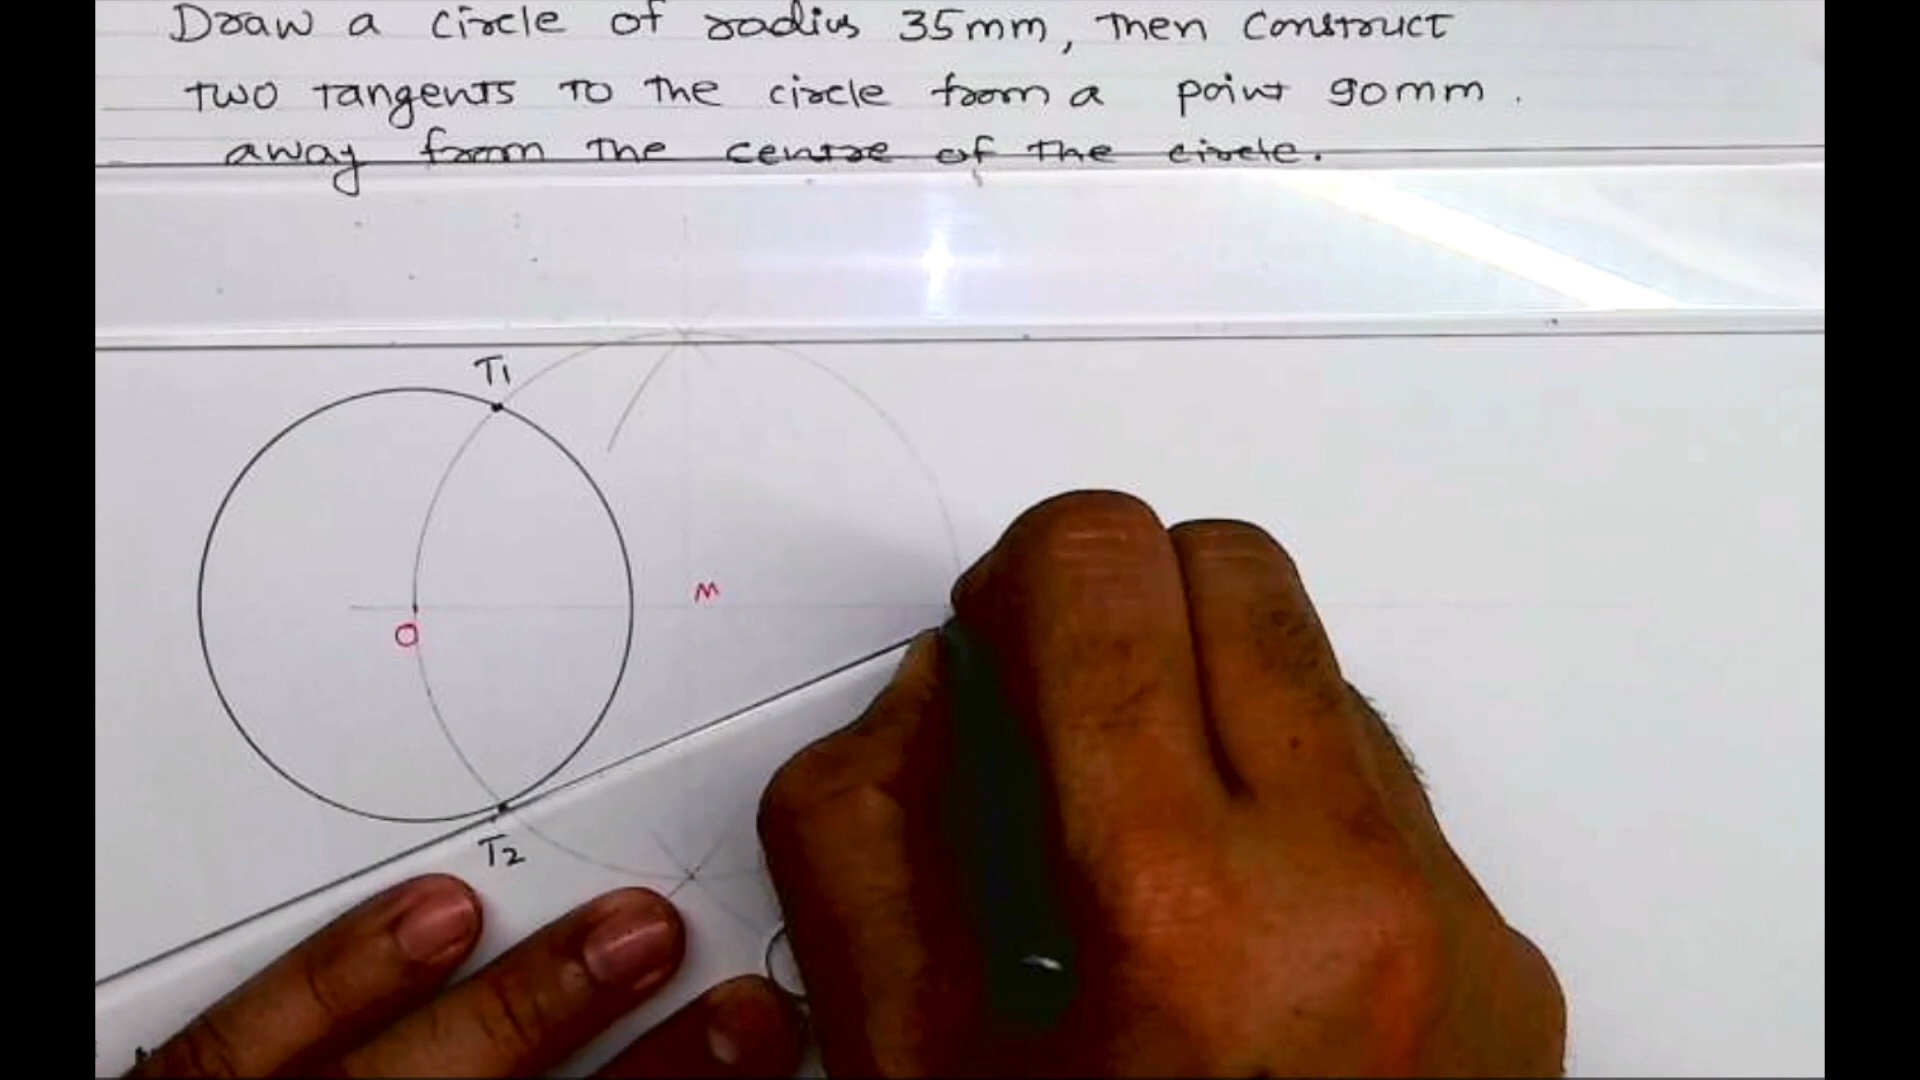 Draw a circle of radius 35mm, Then construct
two tangents to the circle from a point 90mm.
away from the centre of the circle.
T1
M
O
T2